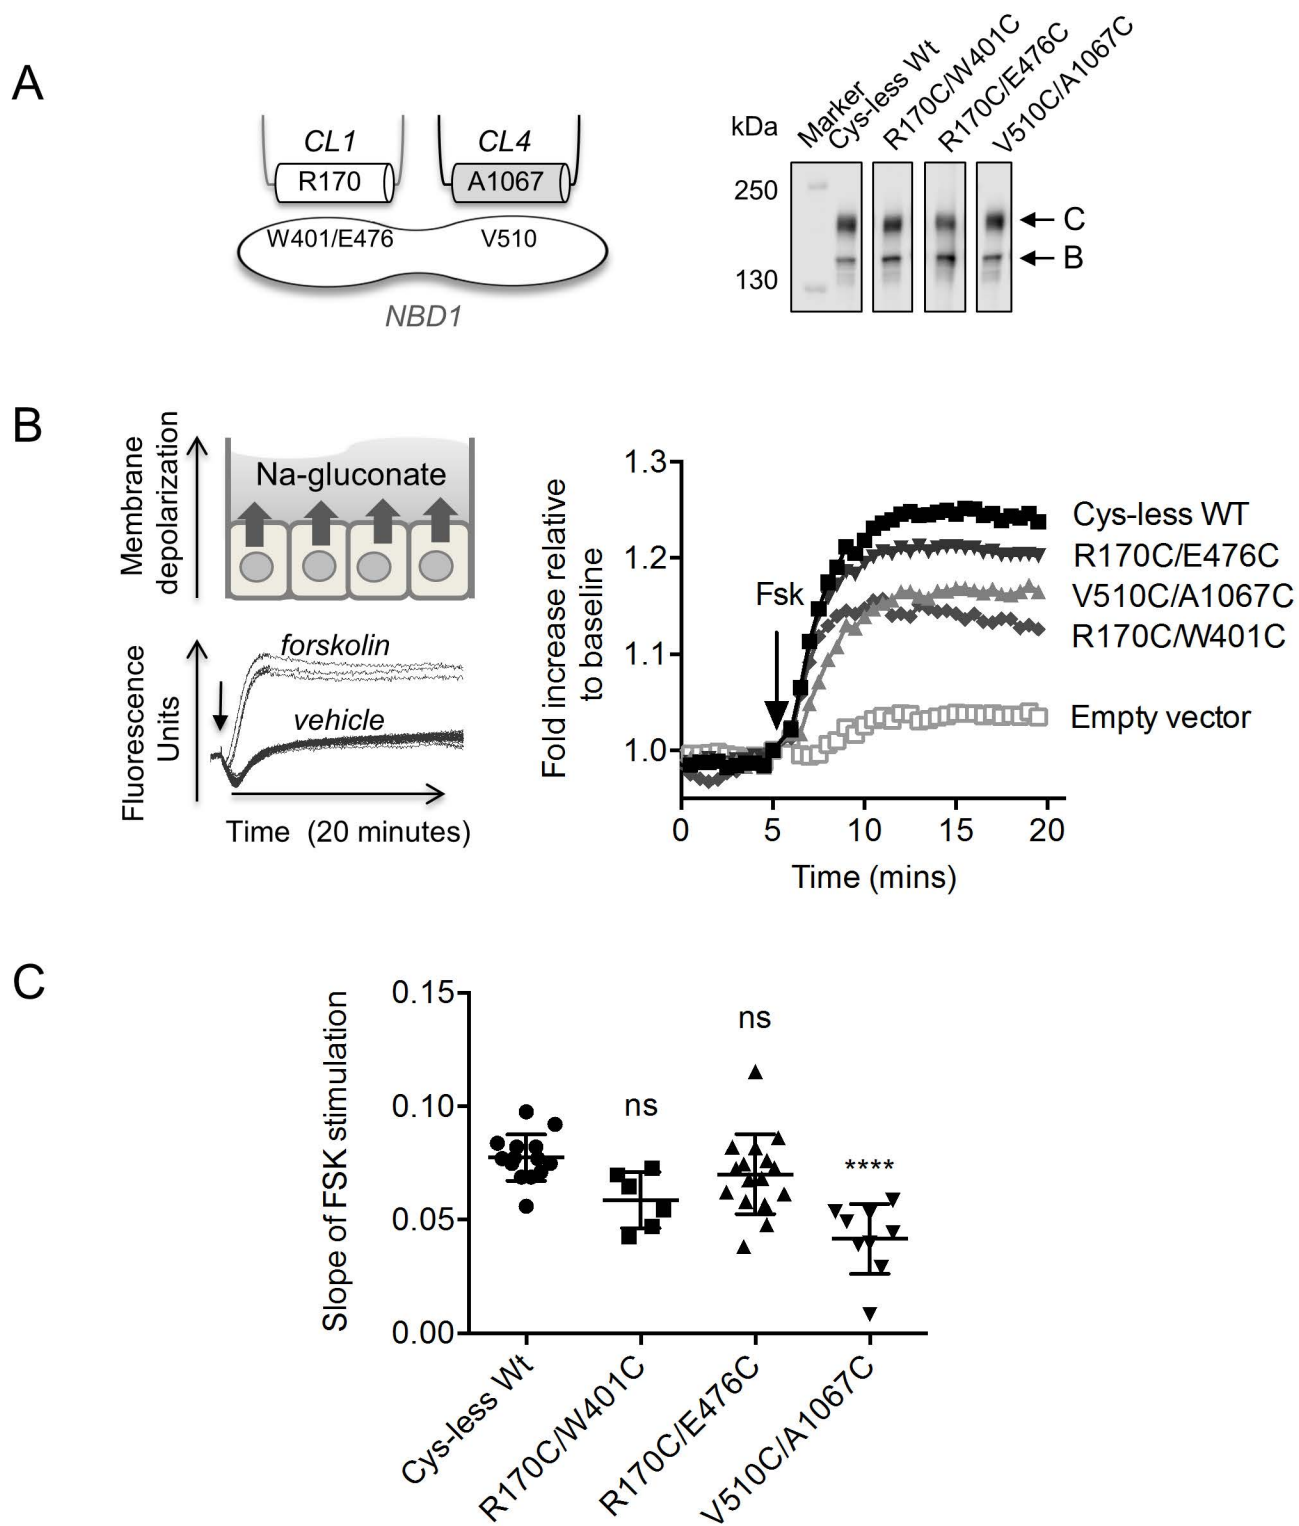 A
CL1
CL4
R170
A1067
W401/E476
V510
NBD1
kDa
Marker
Cys-less Wt
R170C/W401C
R170C/E476C
V510C/A1067C
250
130
C
B
B
Membrane
depolarization
Na-gluconate
Fluorescence
Units
forskolin
vehicle
Time (20 minutes)
Fold increase relative
to baseline
1.3
1.2
1.1
1.0
Fsk
Cys-less WT
R170C/E476C
V510C/A1067C
R170C/W401C
Empty vector
0 5 10 15 20
Time (mins)
C
Slope of FSK stimulation
0.15
0.10
0.05
0.00
ns
ns
****
Cys-less Wt
R170C/W401C
R170C/E476C
V510C/A1067C